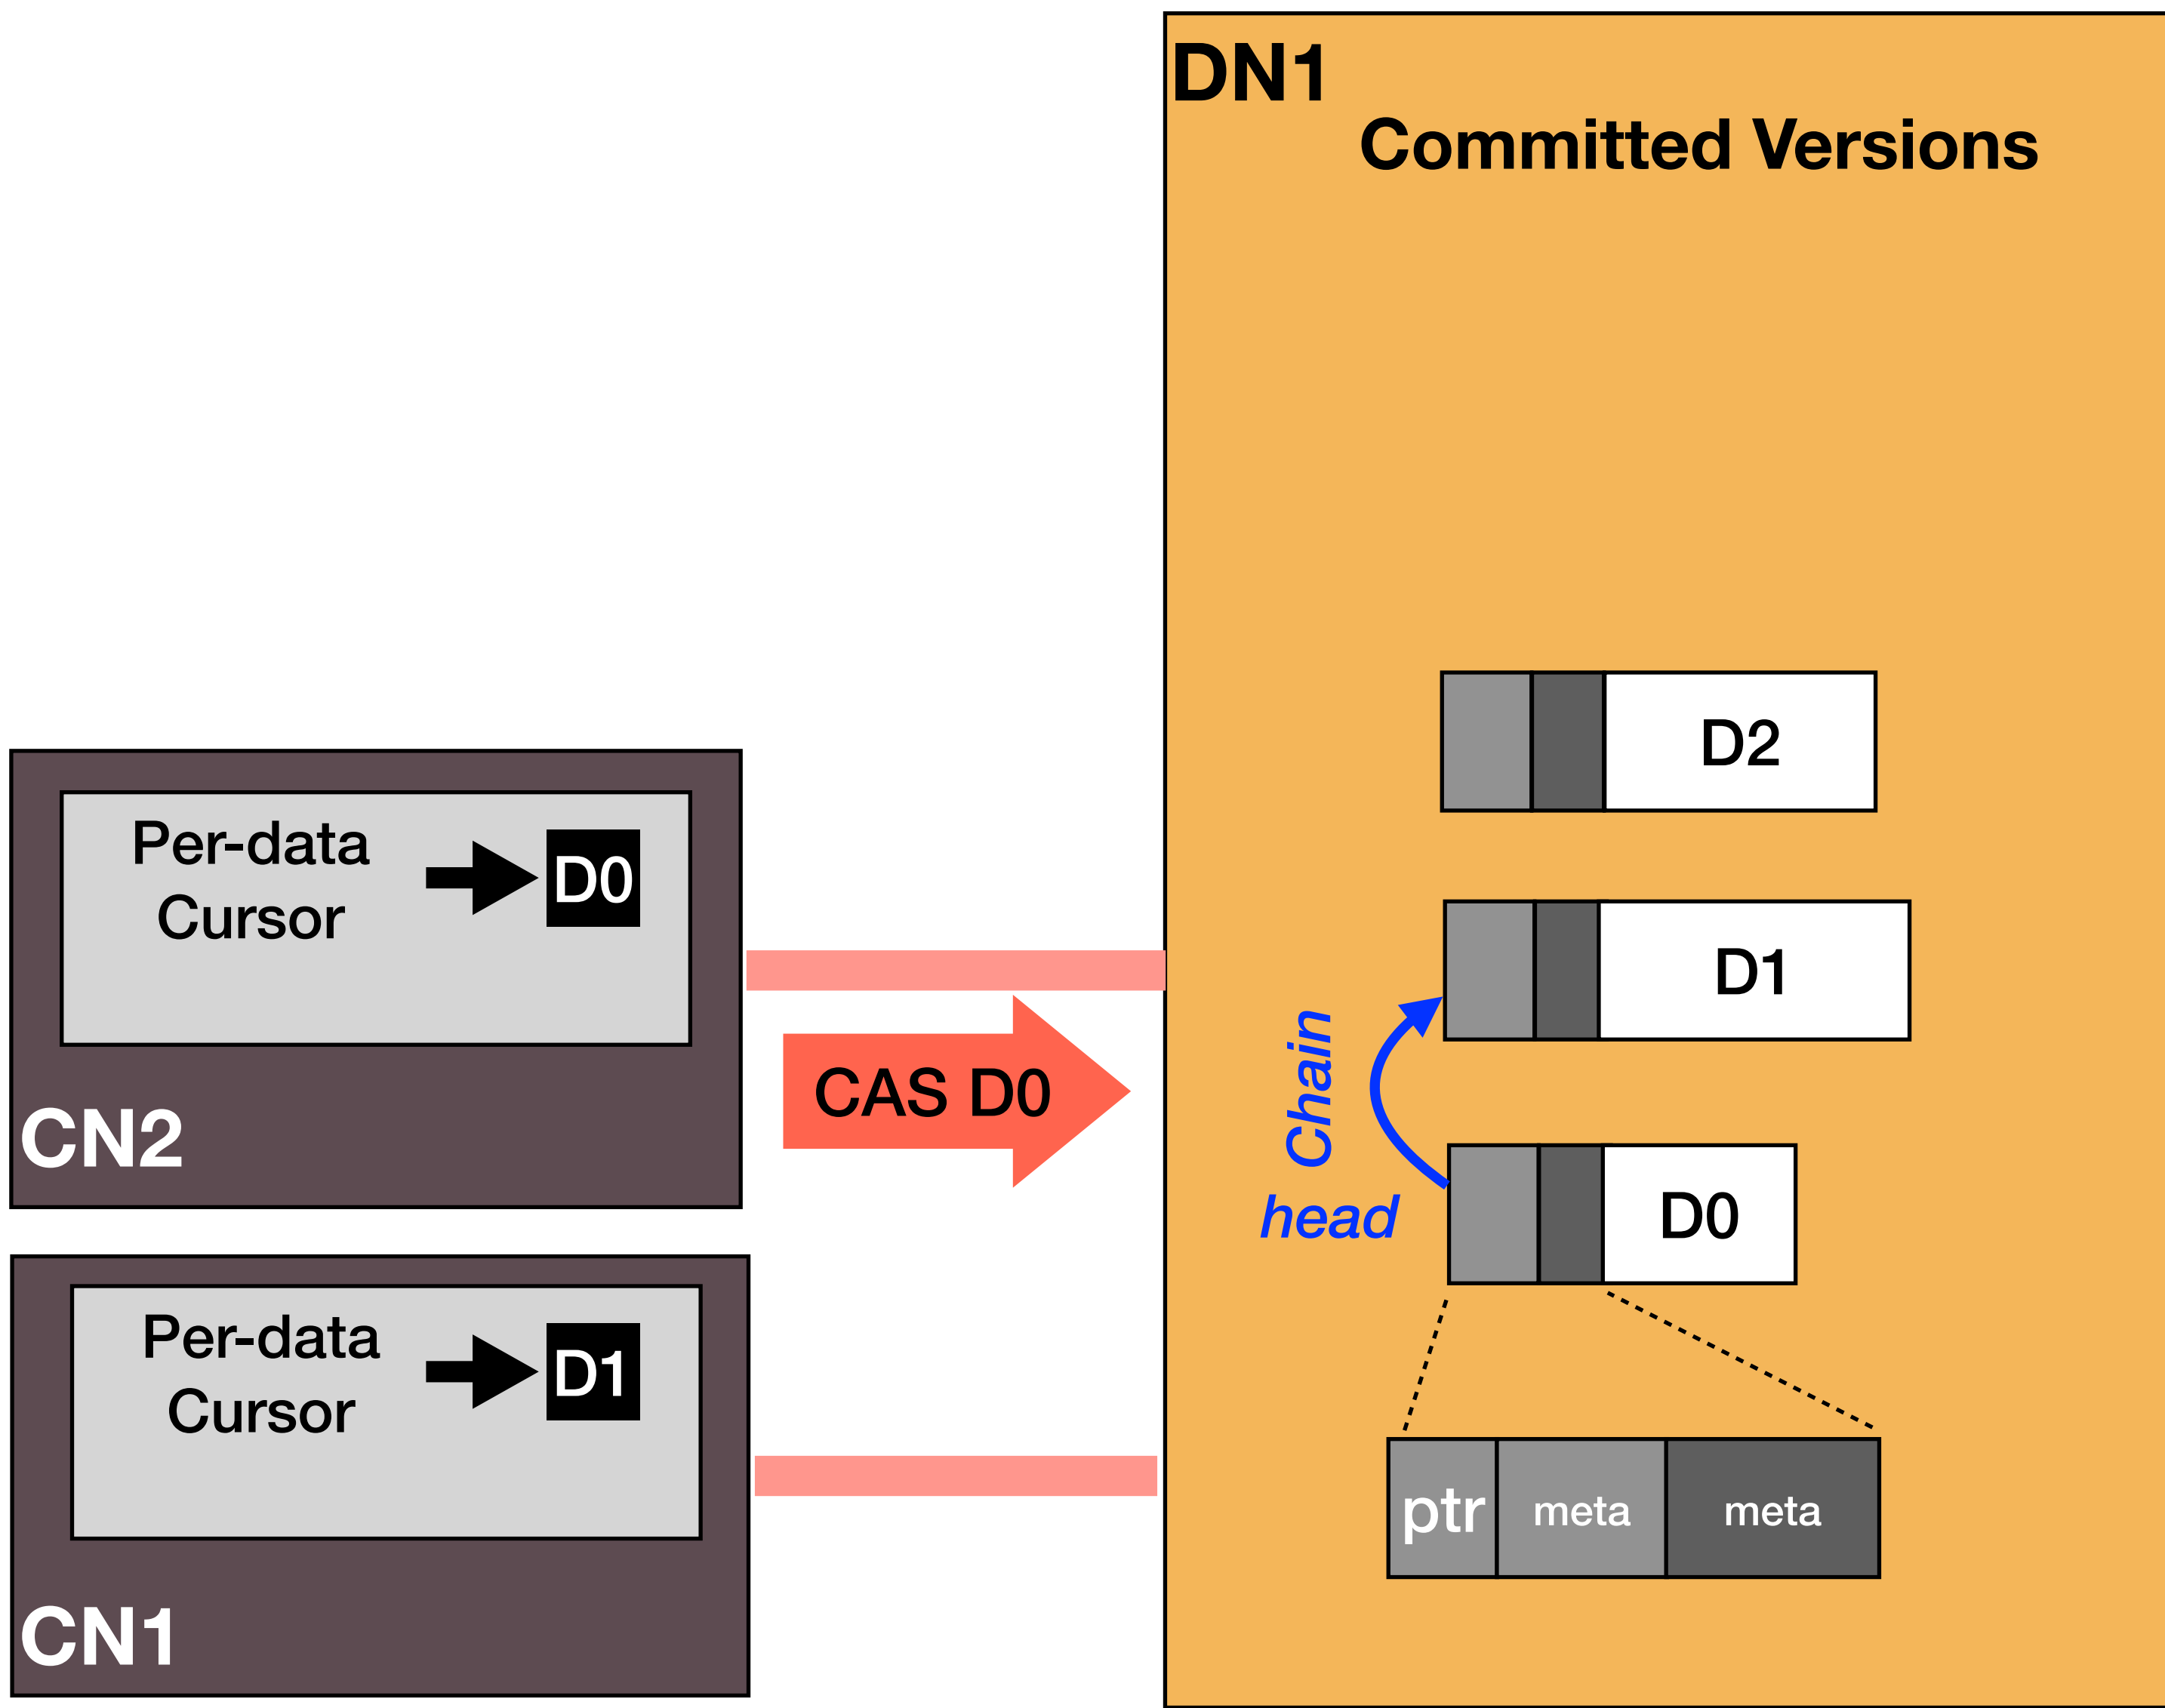 DN1
Committed Versions
D2
Per-data
Cursor
D0
D1
CAS D0
Chain
CN2
head
D0
Per-data
Cursor
D1
ptr
meta
meta
CN1